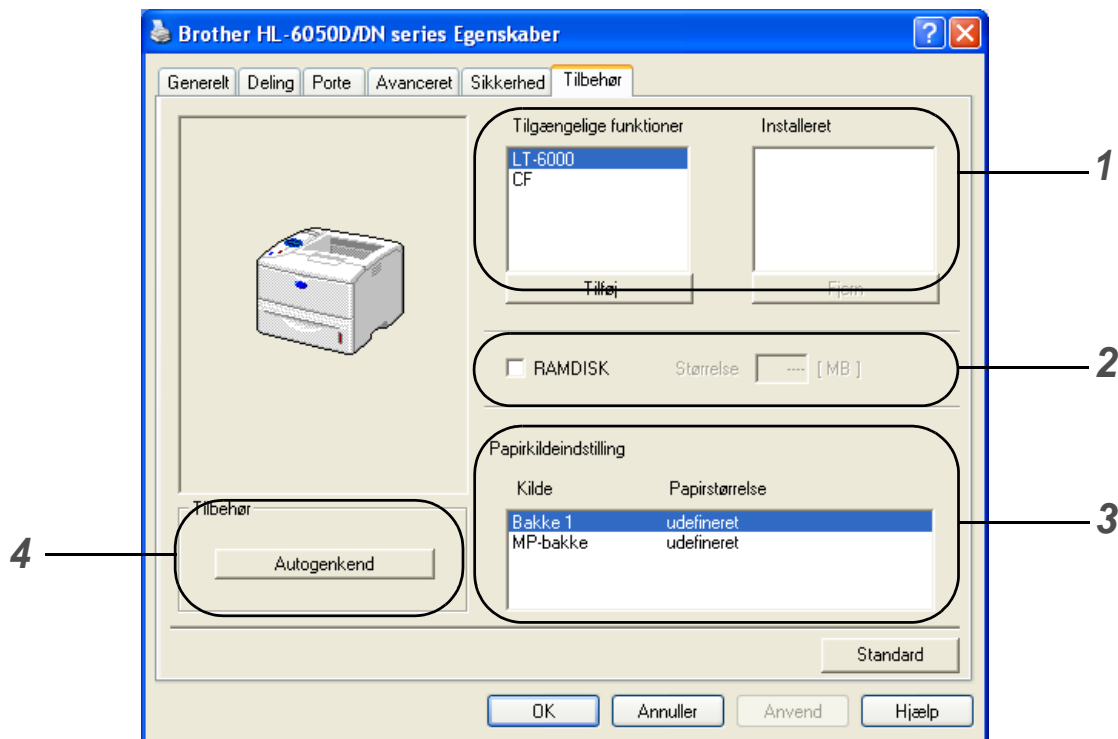 Brother HL-6050D/DN series Egenskaber
Generelt Deling Porte Avanceret Sikkerhed Tilbehør
Tilgængelige funktioner Installeret
LT-6000
CF
1
Tilføj Fjern
RAMDISK Størrelse ---- [ MB ]
2
Papirkildeindstilling
Kilde Papirstørrelse
Bakke 1 udefineret
MP-bakke udefineret
3
Tilbehør
Autogenkend
4
Standard
OK Annuller Anvend Hjælp